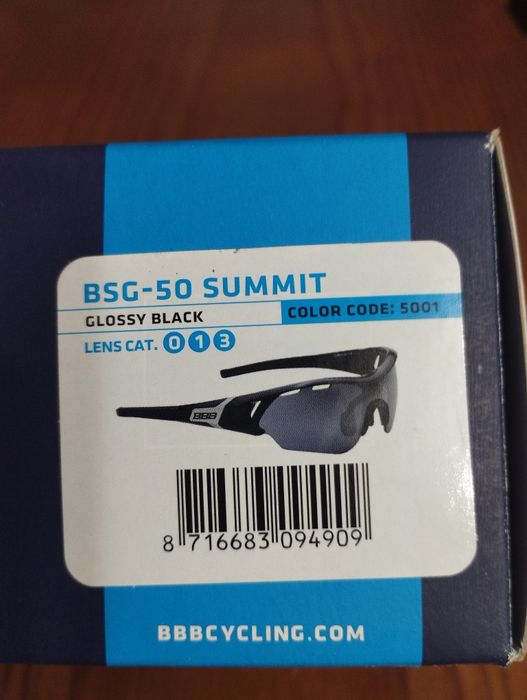 BSG-50 SUMMIT
GLOSSY BLACK COLOR CODE: 5001
LENS CAT. 0 1 3
BBB
8 716683 094909
BBBCYCLING.COM